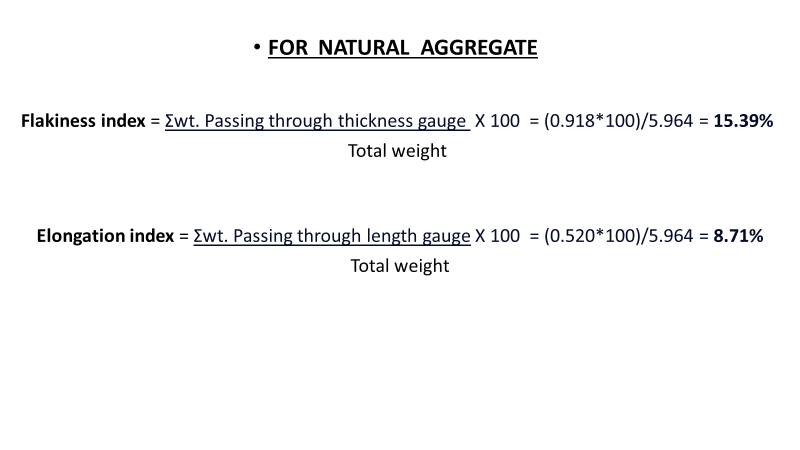 • FOR NATURAL AGGREGATE
Flakiness index = Σwt. Passing through thickness gauge X 100 = (0.918*100)/5.964 = 15.39%
Total weight
Elongation index = Σwt. Passing through length gauge X 100 = (0.520*100)/5.964 = 8.71%
Total weight